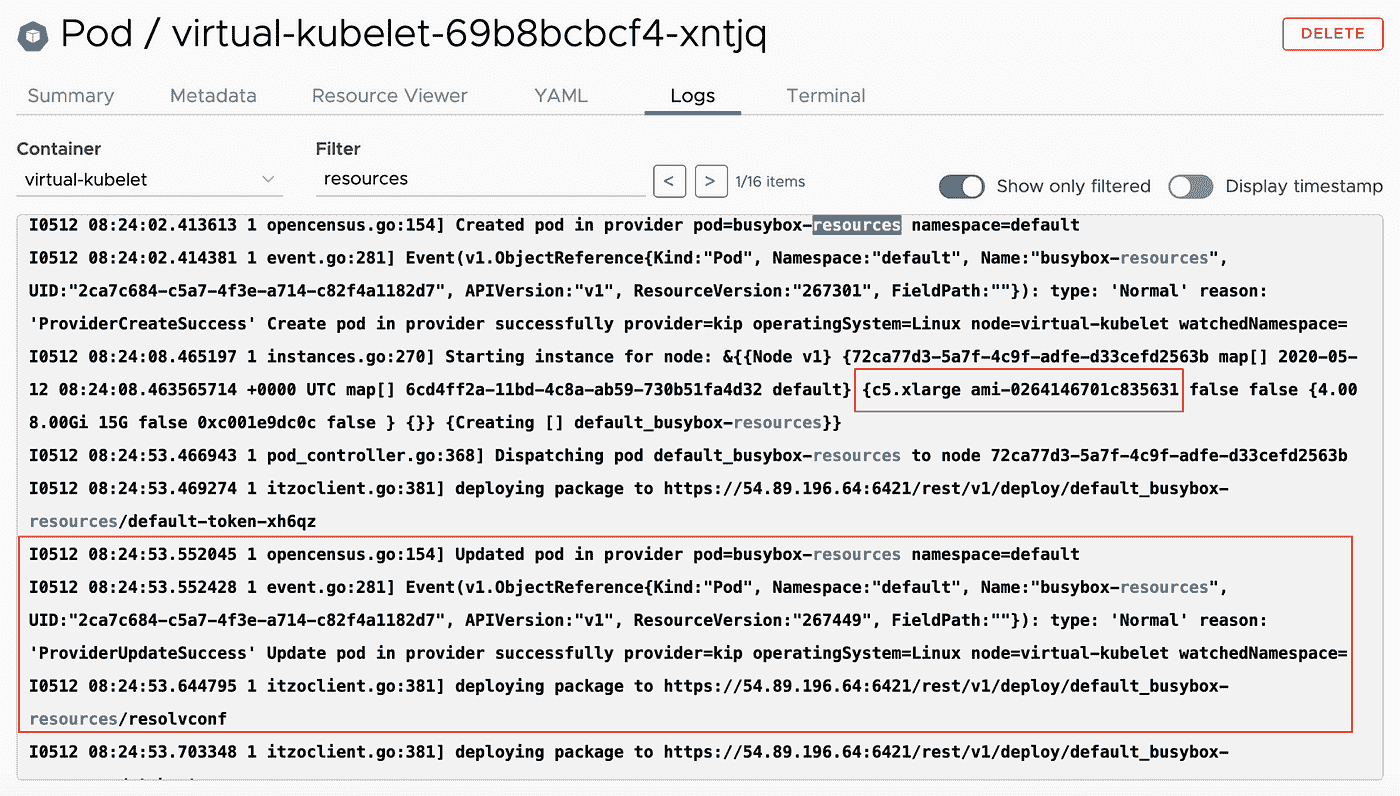 Pod / virtual-kubelet-69b8bcbcf4-xntjq
DELETE
Summary Metadata Resource Viewer YAML Logs Terminal
Container Filter
virtual-kubelet resources < > 1/16 items Show only filtered Display timestamp
I0512 08:24:02.413613 1 opencensus.go:154] Created pod in provider pod=busybox-resources namespace=default
I0512 08:24:02.414381 1 event.go:281] Event(v1.ObjectReference{Kind:"Pod", Namespace:"default", Name:"busybox-resources",
UID:"2ca7c684-c5a7-4f3e-a714-c82f4a1182d7", APIVersion:"v1", ResourceVersion:"267301", FieldPath:""}): type: 'Normal' reason:
'ProviderCreateSuccess' Create pod in provider successfully provider=kip operatingSystem=Linux node=virtual-kubelet watchedNamespace=
I0512 08:24:08.465197 1 instances.go:270] Starting instance for node: &{{Node v1} {72ca77d3-5a7f-4c9f-adfe-d33cefd2563b map[] 2020-05-
12 08:24:08.463565714 +0000 UTC map[] 6cd4ff2a-11bd-4c8a-ab59-730b51fa4d32 default} {c5.xlarge ami-0264146701c835631 false false {4.00
8.00Gi 15G false 0xc001e9dc0c false } {}} {Creating [] default_busybox-resources}}
I0512 08:24:53.466943 1 pod_controller.go:368] Dispatching pod default_busybox-resources to node 72ca77d3-5a7f-4c9f-adfe-d33cefd2563b
I0512 08:24:53.469274 1 itzoclient.go:381] deploying package to https://54.89.196.64:6421/rest/v1/deploy/default_busybox-
resources/default-token-xh6qz
I0512 08:24:53.552045 1 opencensus.go:154] Updated pod in provider pod=busybox-resources namespace=default
I0512 08:24:53.552428 1 event.go:281] Event(v1.ObjectReference{Kind:"Pod", Namespace:"default", Name:"busybox-resources",
UID:"2ca7c684-c5a7-4f3e-a714-c82f4a1182d7", APIVersion:"v1", ResourceVersion:"267449", FieldPath:""}): type: 'Normal' reason:
'ProviderUpdateSuccess' Update pod in provider successfully provider=kip operatingSystem=Linux node=virtual-kubelet watchedNamespace=
I0512 08:24:53.644795 1 itzoclient.go:381] deploying package to https://54.89.196.64:6421/rest/v1/deploy/default_busybox-
resources/resolvconf
I0512 08:24:53.703348 1 itzoclient.go:381] deploying package to https://54.89.196.64:6421/rest/v1/deploy/default_busybox-